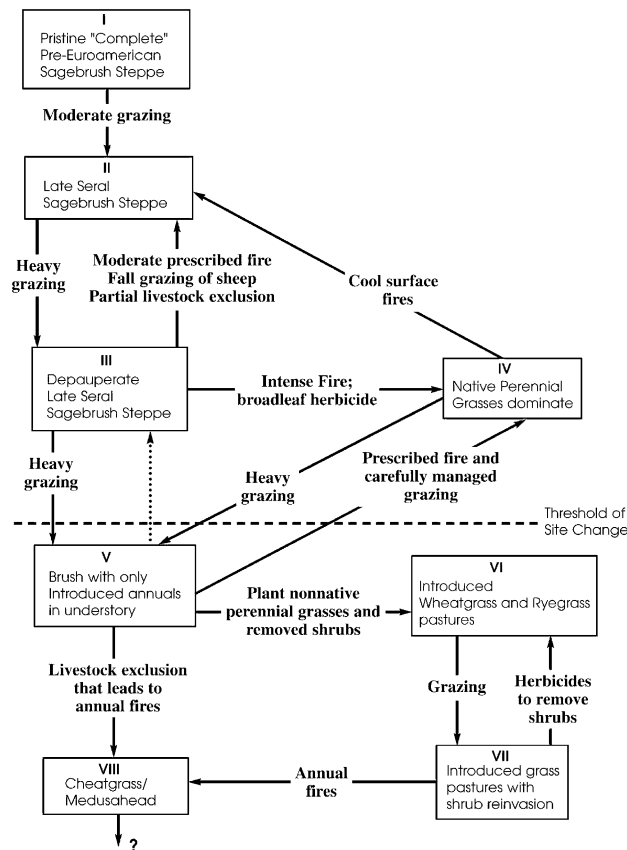 I
Pristine "Complete"
Pre-Euroamerican
Sagebrush Steppe
Moderate grazing
II
Late Seral
Sagebrush Steppe
Heavy
grazing
Moderate prescribed fire
Fall grazing of sheep
Partial livestock exclusion
Cool surface
fires
III
Depauperate
Late Seral
Sagebrush Steppe
Intense Fire;
broadleaf herbicide
IV
Native Perennial
Grasses dominate
Heavy
grazing
Heavy
grazing
Prescribed fire and
carefully managed
grazing
Threshold of
Site Change
V
Brush with only
Introduced annuals
in understory
Plant nonnative
perennial grasses and
removed shrubs
VI
Introduced
Wheatgrass and Ryegrass
pastures
Livestock exclusion
that leads to
annual fires
Grazing
Herbicides
to remove
shrubs
VIII
Cheatgrass/
Medusahead
Annual
fires
VII
Introduced grass
pastures with
shrub reinvasion
?